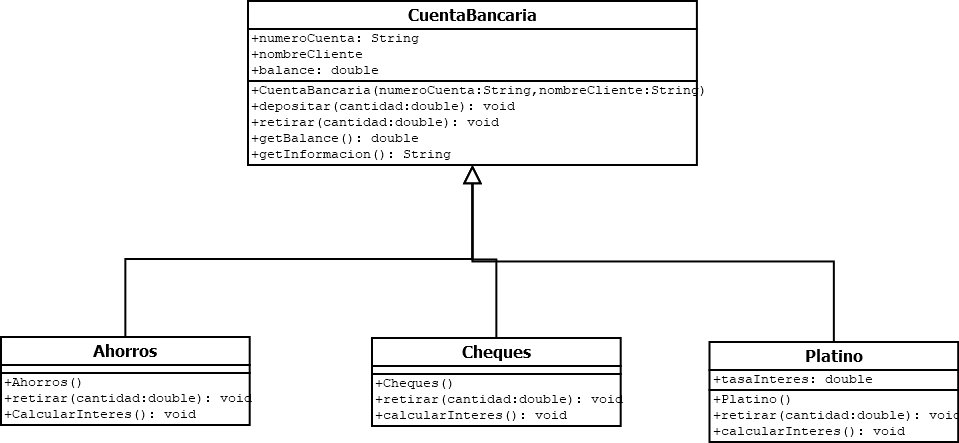 CuentaBancaria
+numeroCuenta: String
+nombreCliente
+balance: double
+CuentaBancaria(numeroCuenta:String,nombreCliente:String)
+depositar(cantidad:double): void
+retirar(cantidad:double): void
+getBalance(): double
+getInformacion(): String
Ahorros
+Ahorros()
+retirar(cantidad:double): void
+CalcularInteres(): void
Cheques
+Cheques()
+retirar(cantidad:double): void
+calcularInteres(): void
Platino
+tasaInteres: double
+Platino()
+retirar(cantidad:double): void
+calcularInteres(): void